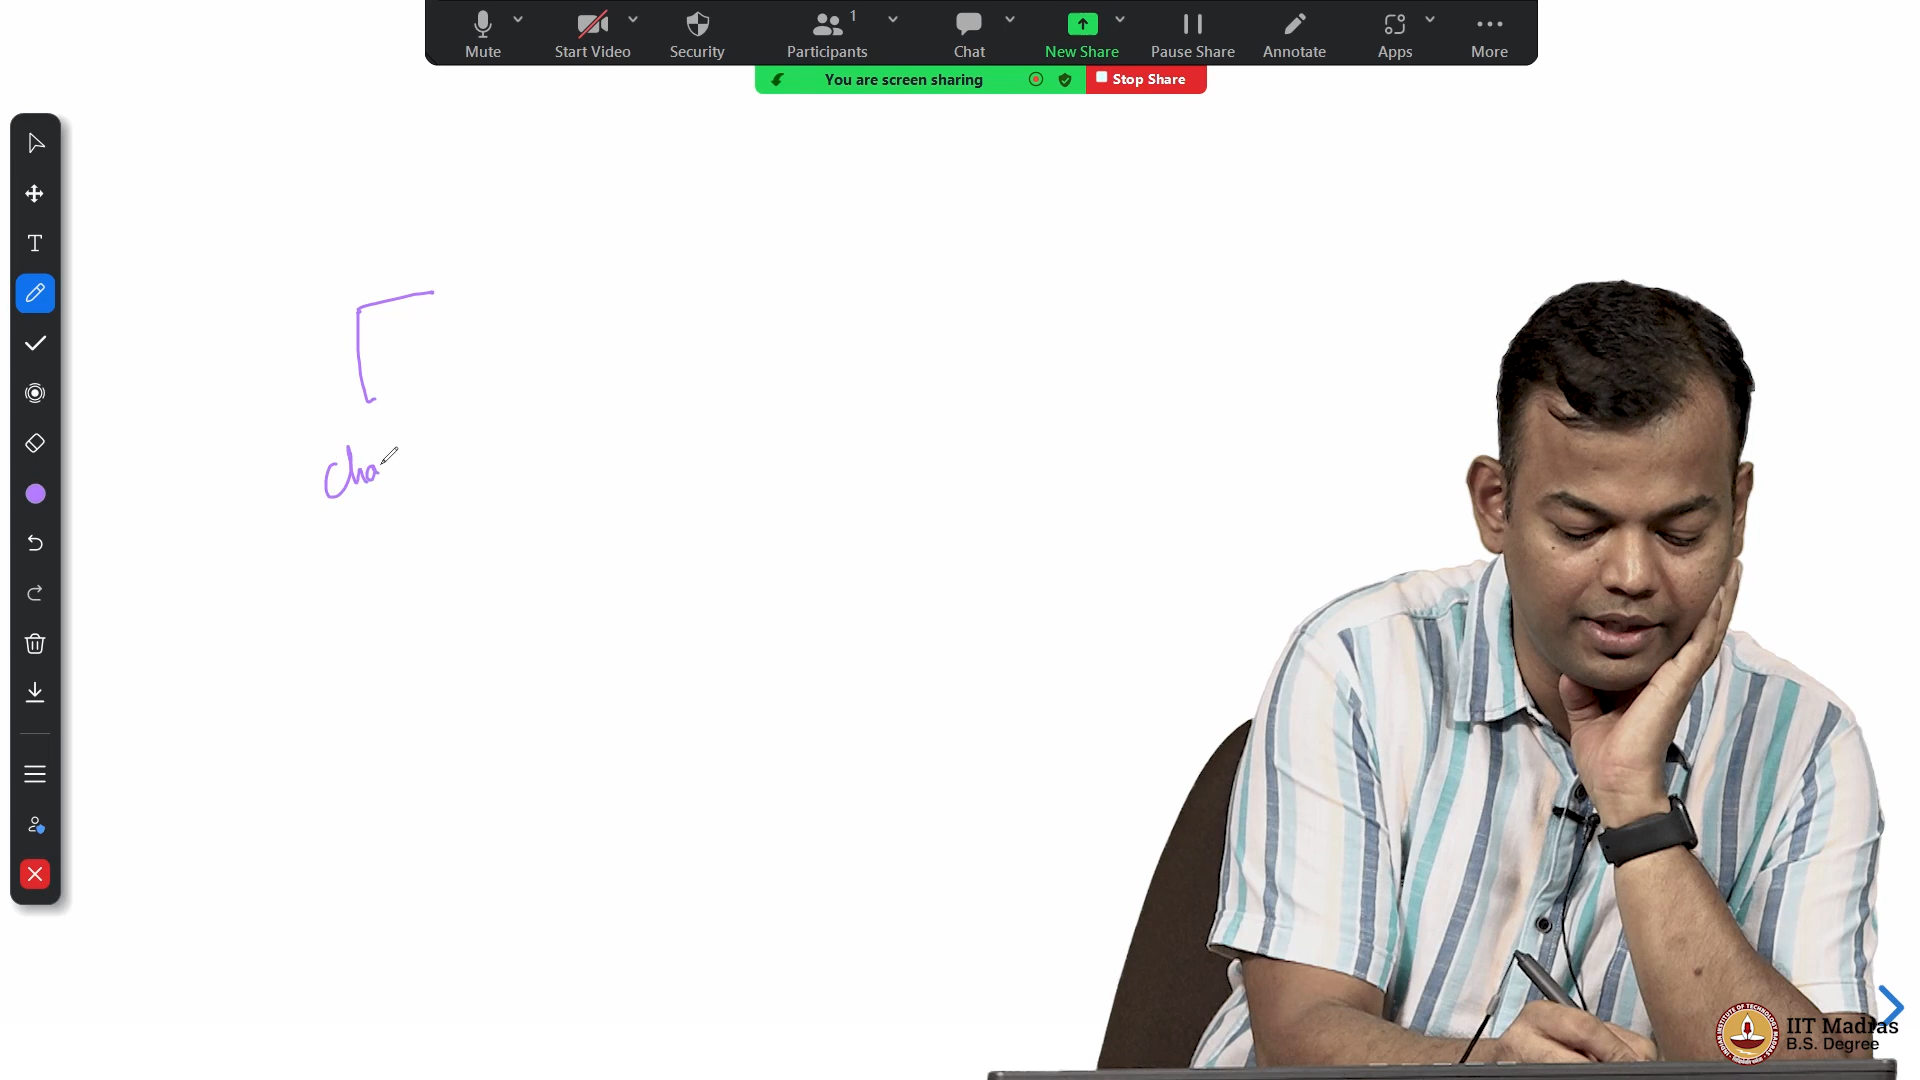 Mute
Start Video
Security
Participants
1
Chat
New Share
Pause Share
Annotate
Apps
More
You are screen sharing
Stop Share
T
Cha
IIT Madras
B.S. Degree